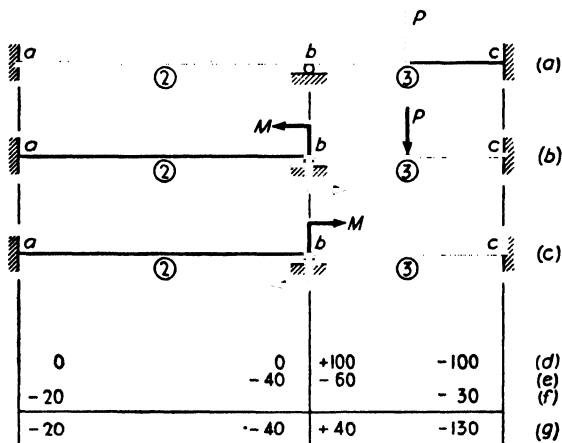 P
a b c (a)
② ③
M b P c (b)
a
② ③
a b M c (c)
② ③
0 0 +100 -100 (d)
-40 -60 (e)
-20 -30 (f)
-20 -40 +40 -130 (g)